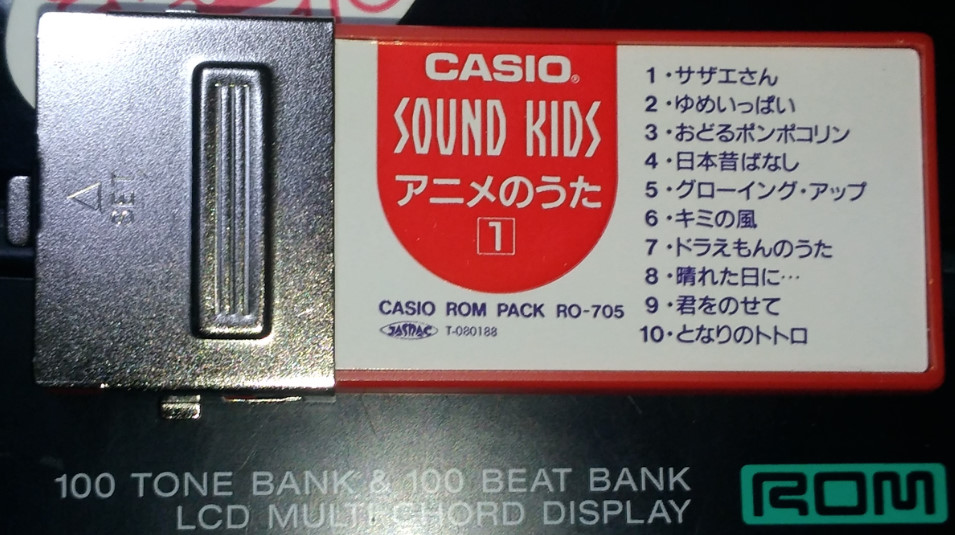 SET
CASIO®
SOUND KIDS
アニメのうた
1
CASIO ROM PACK RO-705
JASRAC T-080188
1・サザエさん
2・ゆめいっぱい
3・おどるポンポコリン
4・日本昔ばなし
5・グローイング・アップ
6・キミの風
7・ドラえもんのうた
8・晴れた日に…
9・君をのせて
10・となりのトトロ
100 TONE BANK & 100 BEAT BANK
LCD MULTI CHORD DISPLAY
ROM